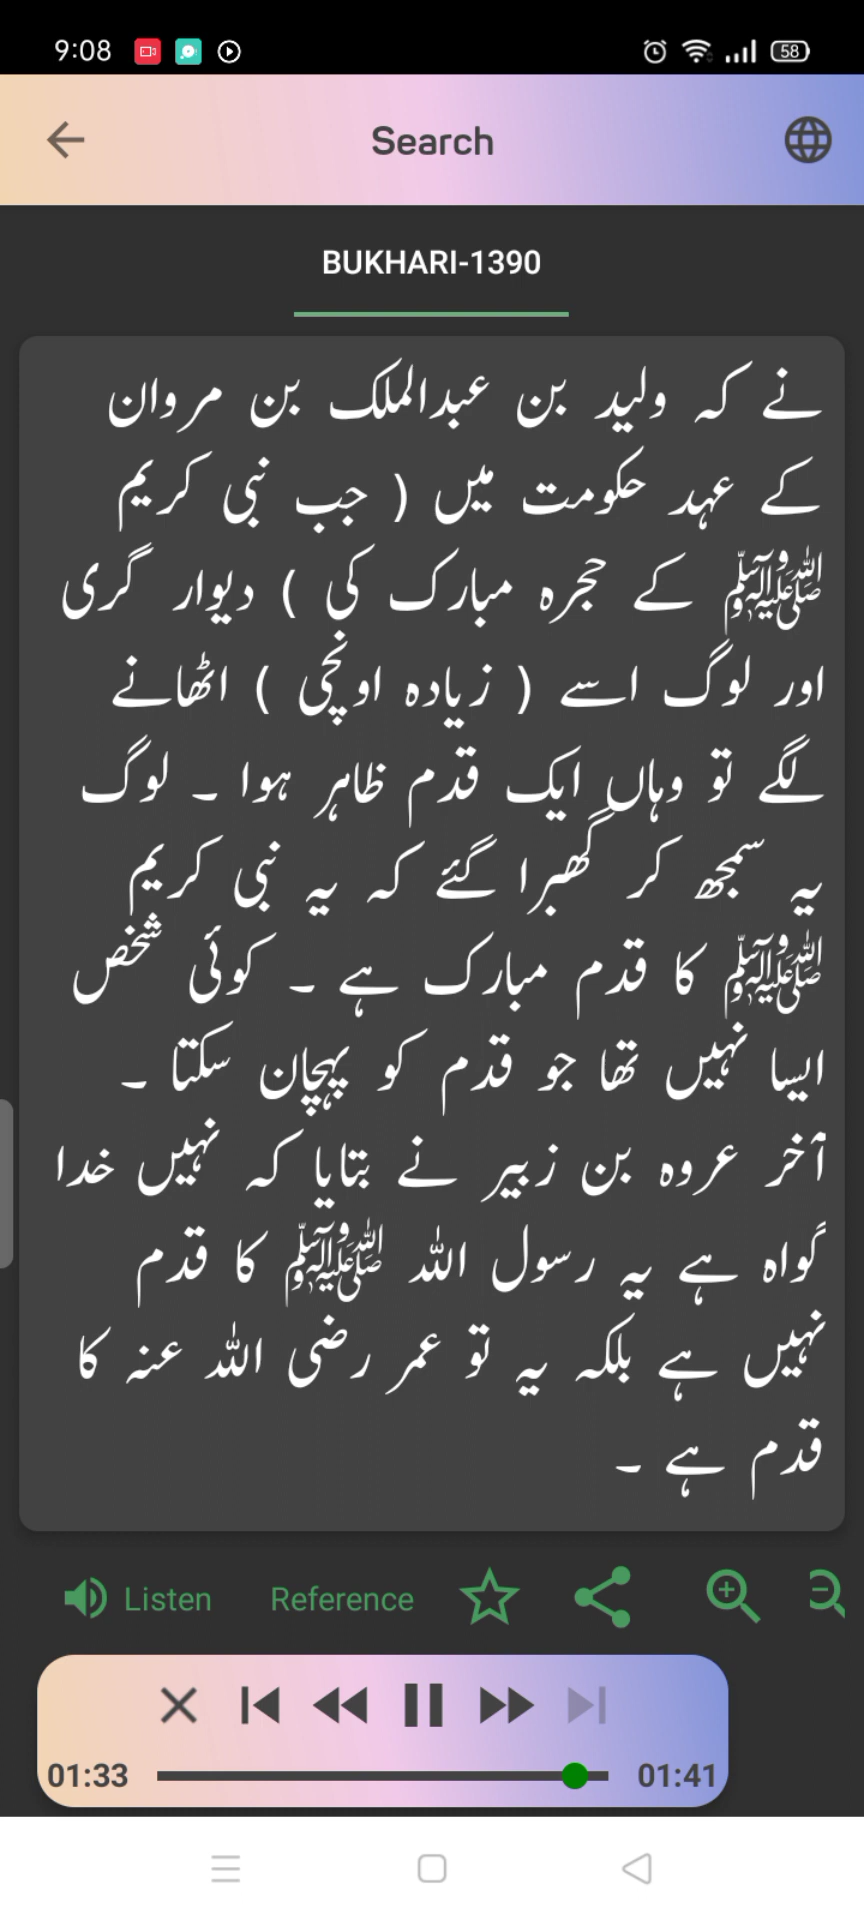 9:08
58
Search
BUKHARI-1390
نے کہ ولید بن عبدالملک بن مروان
کے عہد حکومت میں ( جب نبی کریم
ﷺ کے حجرہ مبارک کی ) دیوار گری
اور لوگ اسے ( زیادہ اونچی ) اٹھانے
لگے تو وہاں ایک قدم ظاہر ہوا ۔ لوگ
یہ سمجھ کر گھبرا گئے کہ یہ نبی کریم
ﷺ کا قدم مبارک ہے ۔ کوئی شخص
ایسا نہیں تھا جو قدم کو پہچان سکتا ۔
آخر عروہ بن زبیر نے بتایا کہ نہیں خدا
گواہ ہے یہ رسول اللہ ﷺ کا قدم
نہیں ہے بلکہ یہ تو عمر رضی اللہ عنہ کا
قدم ہے ۔
Listen Reference
01:33 01:41